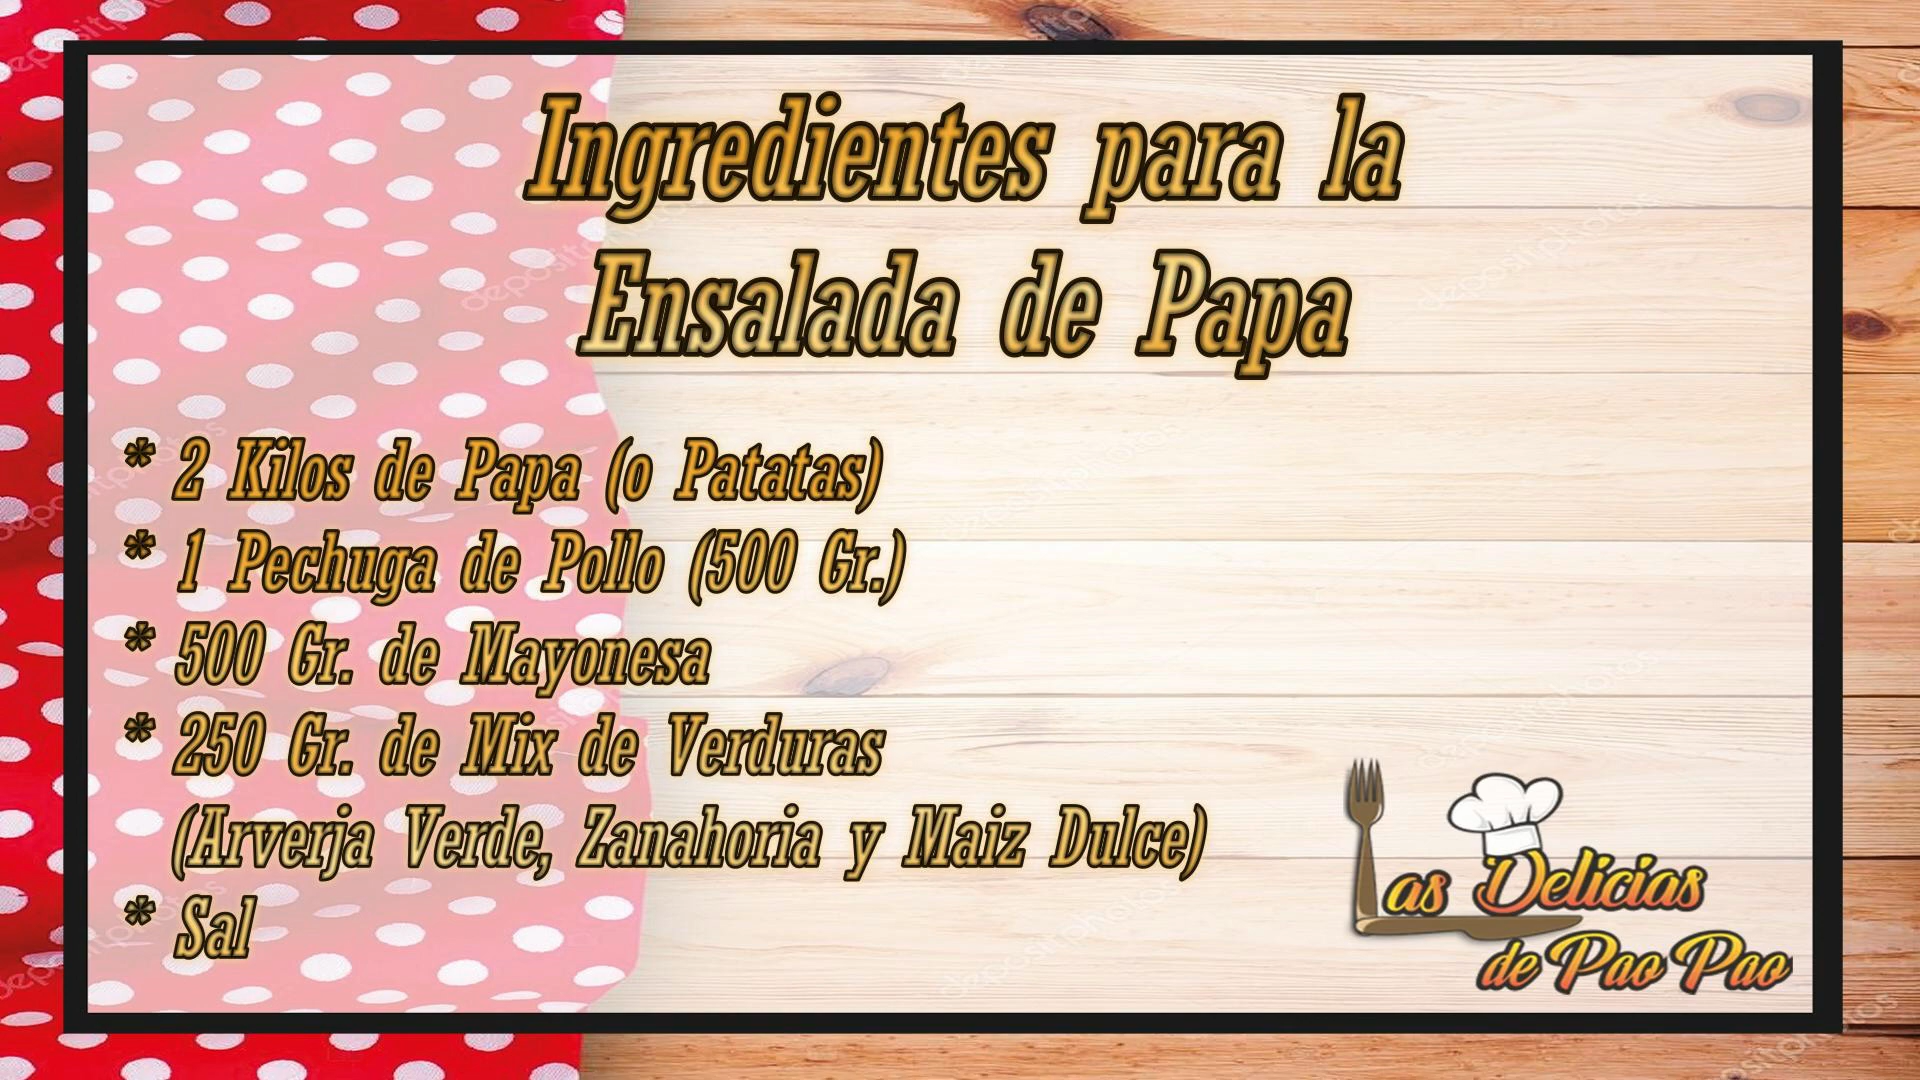 Ingredientes para la
Ensalada de Papa
* 2 Kilos de Papa (o Patatas)
* 1 Pechuga de Pollo (500 Gr.)
* 500 Gr. de Mayonesa
* 250 Gr. de Mix de Verduras
(Arverja Verde, Zanahoria y Maiz Dulce)
* Sal
Las Delicias
de Pao Pao
depositphotos